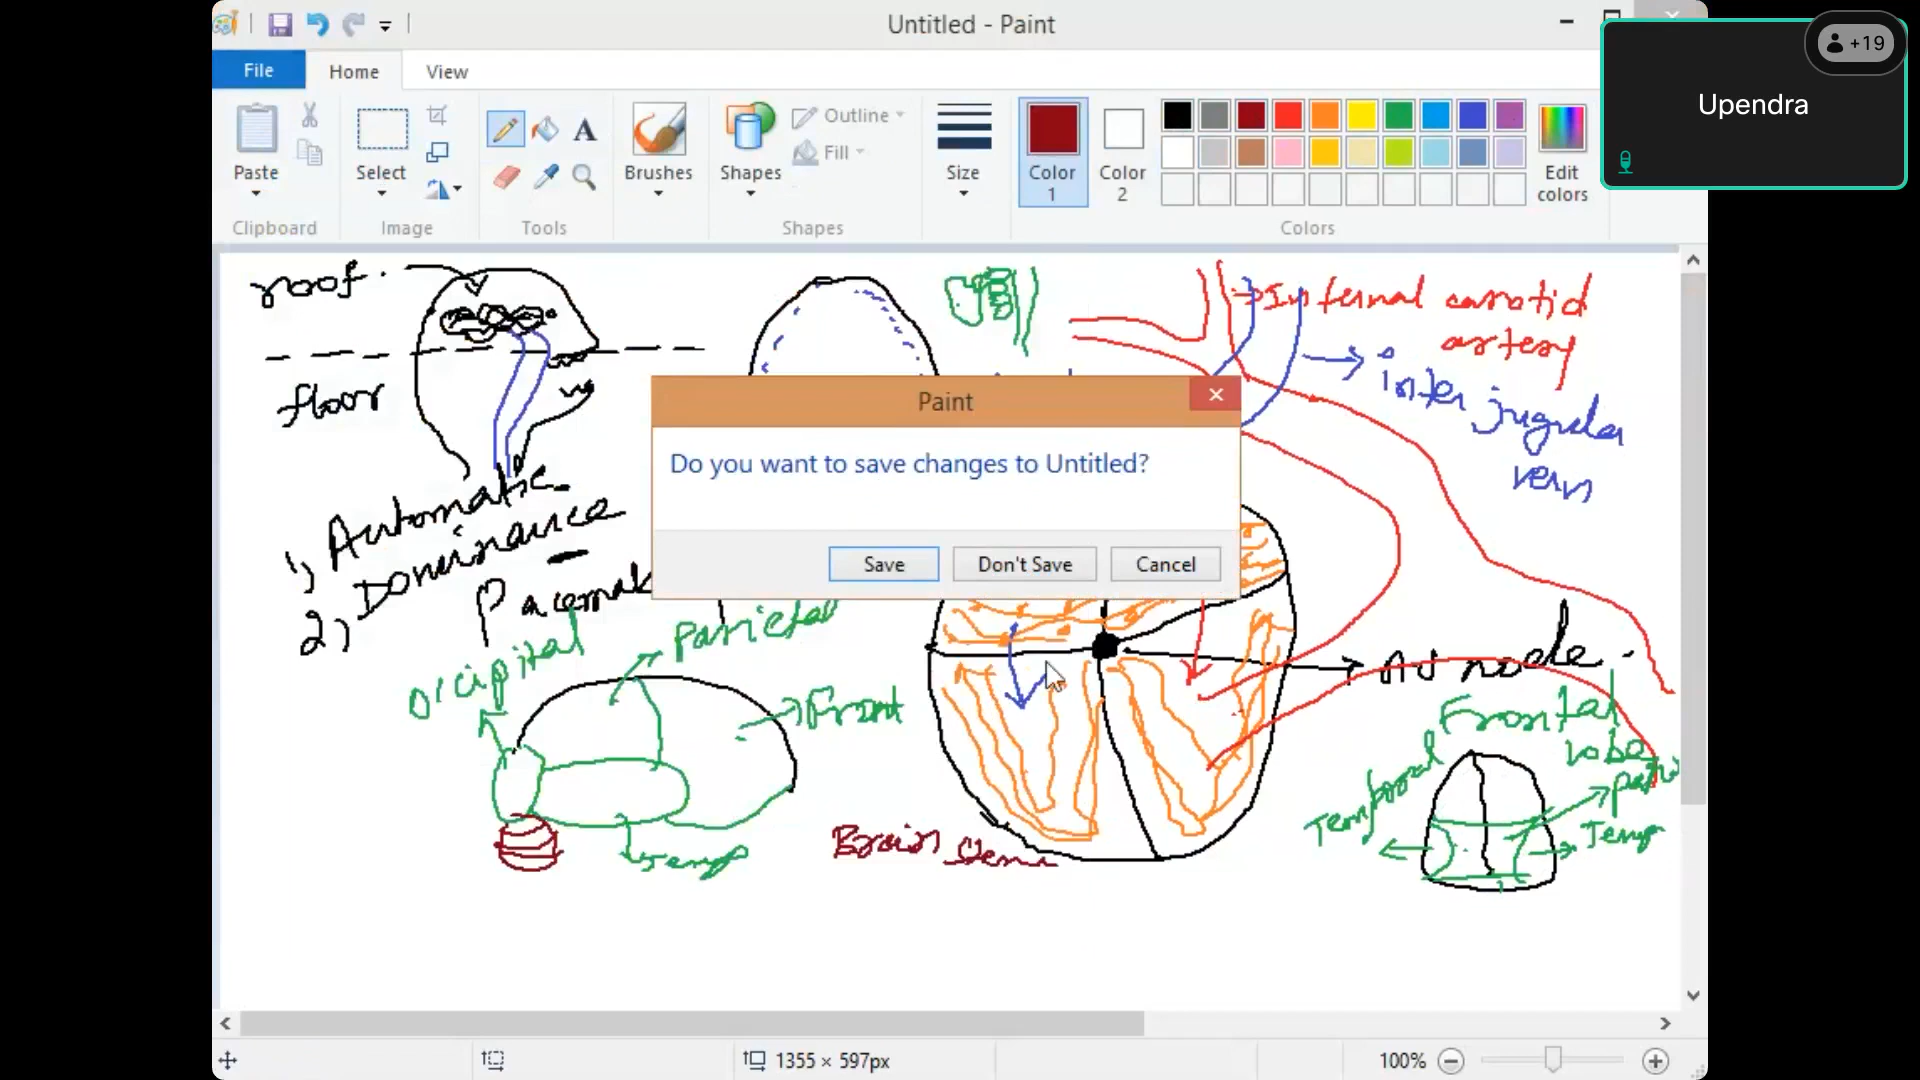 Untitled - Paint
+19
Upendra
File
Home
View
Paste
Select
Brushes
Shapes
Outline
Fill
Size
Color 1
Color 2
Edit colors
Clipboard
Image
Tools
Shapes
Colors
roof
floor
Internal carotid
artery
inter jugular
vein
Paint
Do you want to save changes to Untitled?
Save
Don't Save
Cancel
1) Automatic
2) Dominance
Pacemak
Parietal
Front
AV node
Frontal
lobe
Temporal
Temp
Brain Stem
1355 × 597px
100%